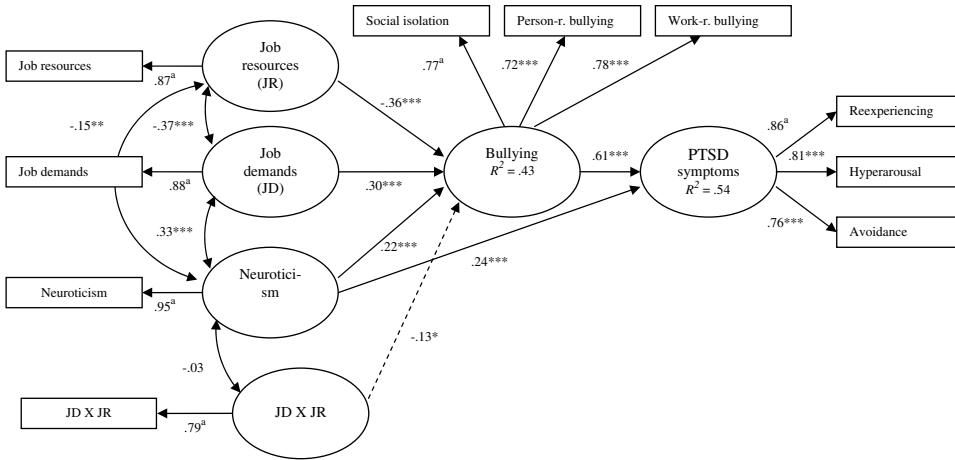 Social isolation
Person-r. bullying
Work-r. bullying
Job resources
Job
resources
(JR)
.87ª
.77ª
.72***
.78***
-.15**
-.37***
-.36***
Job demands
Job
demands
(JD)
.88ª
.30***
Bullying
R² = .43
.61***
PTSD
symptoms
R² = .54
.86ª
Reexperiencing
.81***
Hyperarousal
.76***
Avoidance
.33***
.22***
.24***
Neuroticism
Neurotici-
sm
.95ª
-.13*
-.03
JD X JR
JD X JR
.79ª